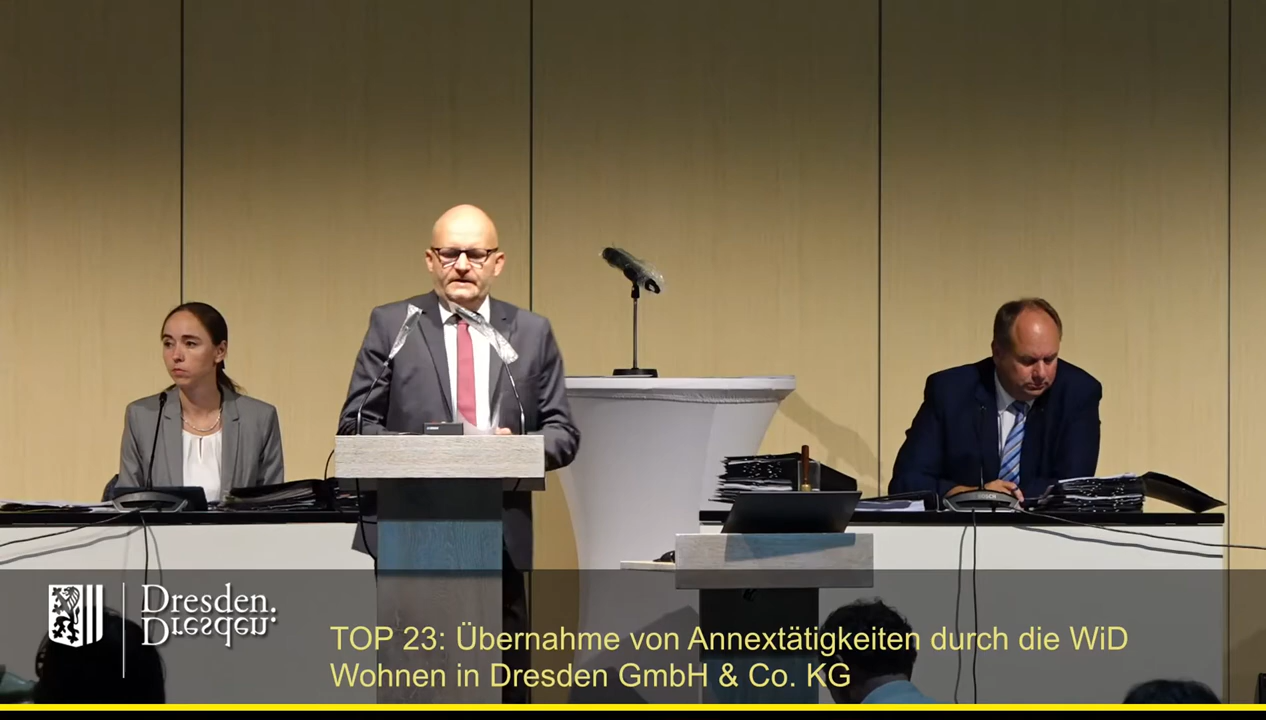 Dresden.
Dresden.
TOP 23: Übernahme von Annextätigkeiten durch die WiD
Wohnen in Dresden GmbH & Co. KG